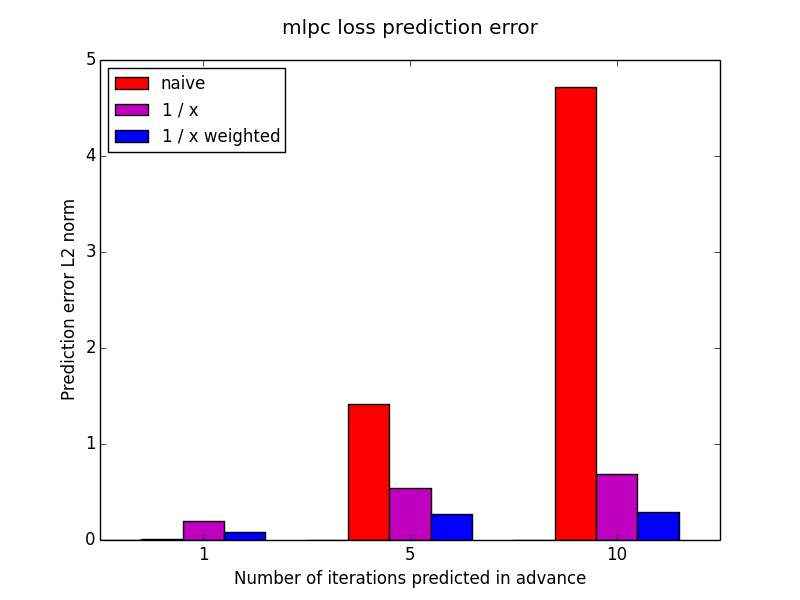 mlpc loss prediction error
naive
1 / x
1 / x weighted
5
4
3
2
1
0
Prediction error L2 norm
1
5
10
Number of iterations predicted in advance